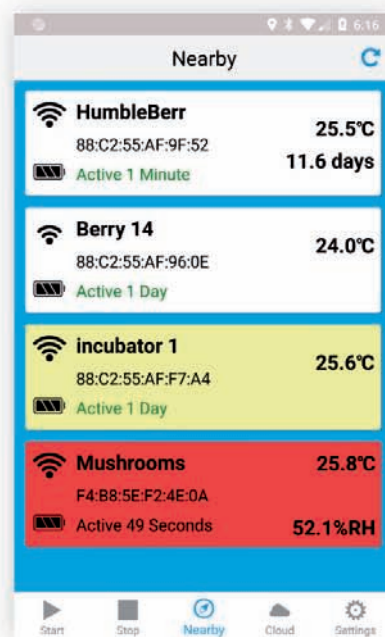 6:16
Nearby
HumbleBerr
25.5°C
88:C2:55:AF:9F:52
11.6 days
Active 1 Minute
Berry 14
24.0°C
88:C2:55:AF:96:0E
Active 1 Day
incubator 1
25.6°C
88:C2:55:AF:F7:A4
Active 1 Day
Mushrooms
25.8°C
F4:B8:5E:F2:4E:0A
Active 49 Seconds
52.1%RH
Start Stop Nearby Cloud Settings